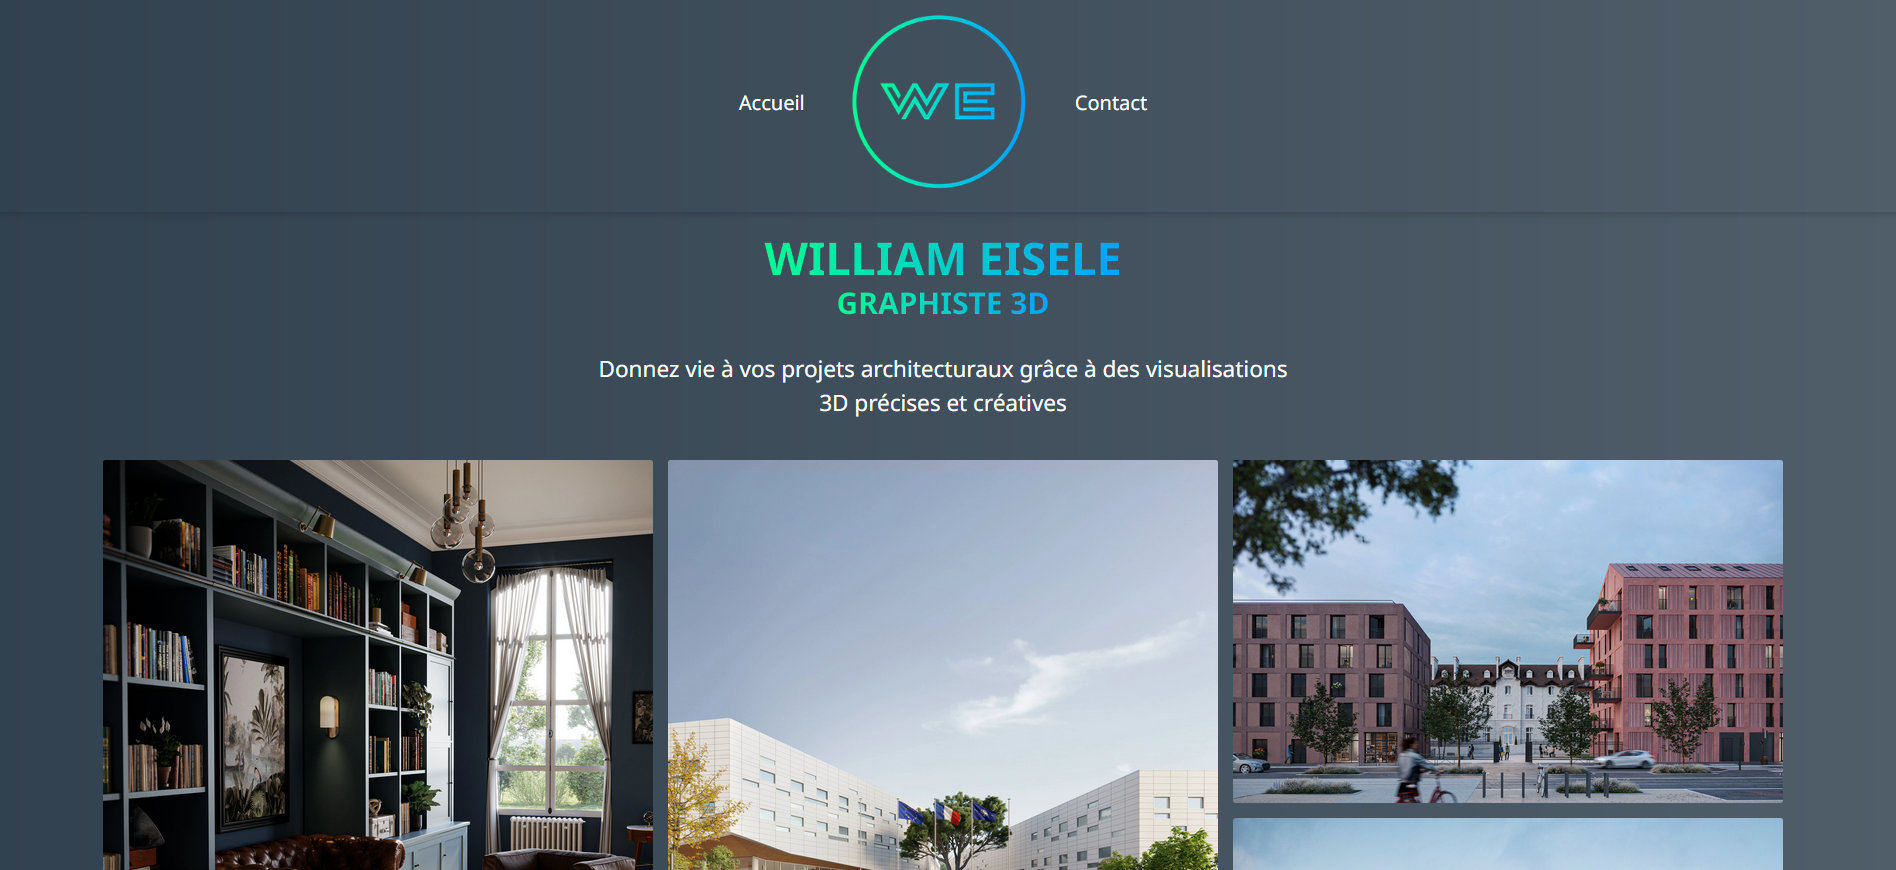 Accueil
WE
Contact
WILLIAM EISELE
GRAPHISTE 3D
Donnez vie à vos projets architecturaux grâce à des visualisations
3D précises et créatives